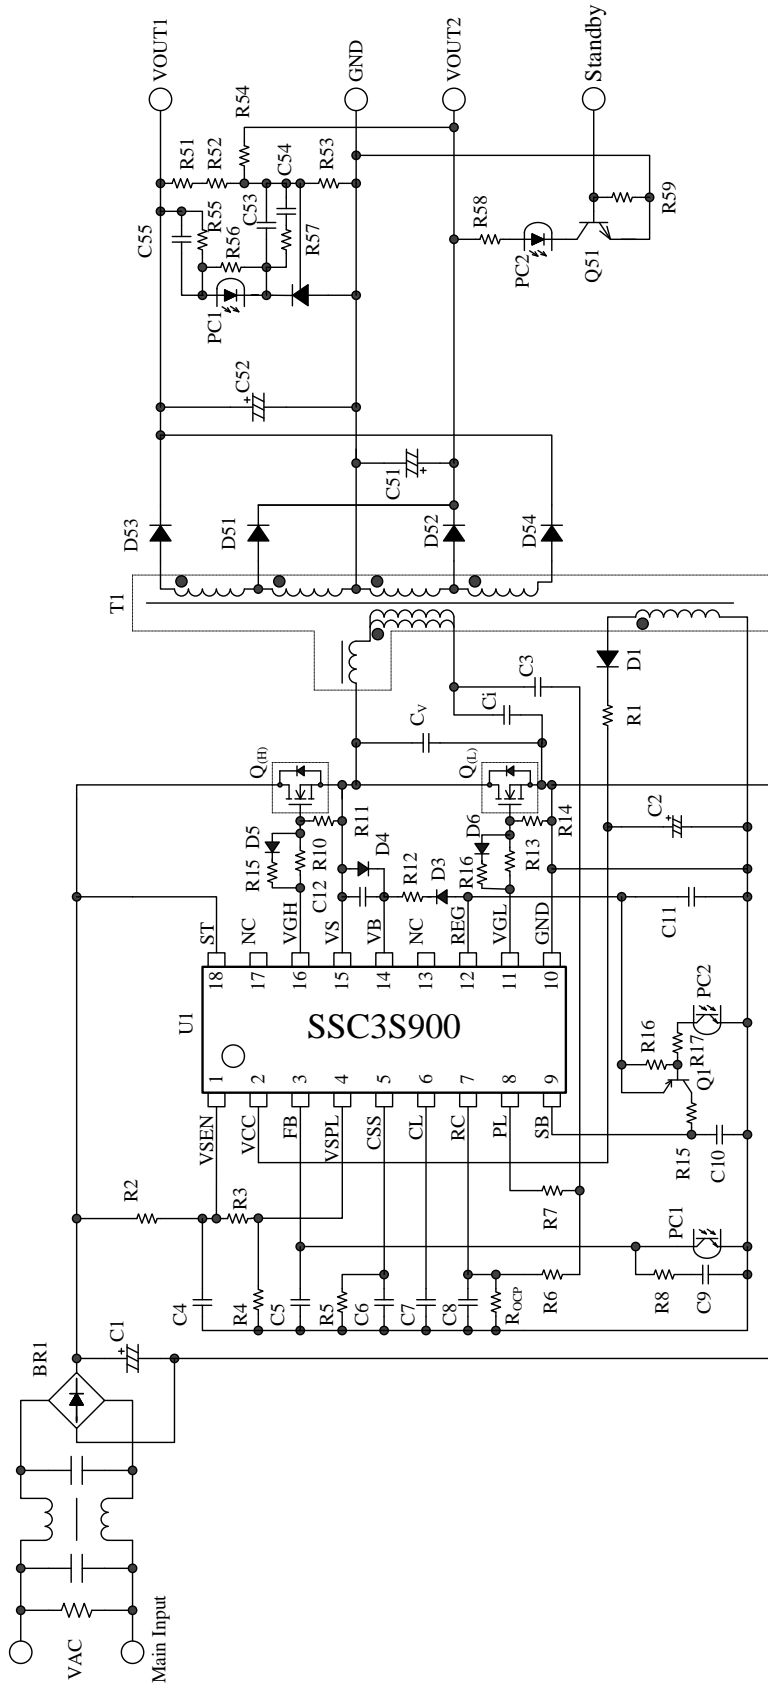 VAC
Main Input
BR1
C1
C4
R2
R3
R4
C5
R5
C6
C7
C8
ROCP
R6
R7
R8
C9
PC1
VSEN
VCC
FB
VSPL
CSS
CL
RC
PL
SB
1
2
3
4
5
6
7
8
9
U1
SSC3S900
18
17
16
15
14
13
12
11
10
ST
NC
VGH
VS
VB
NC
REG
VGL
GND
R15
C10
Q1
R16
R17
PC2
C11
R15
D5
R10
C12
R11
D4
R12
D3
R16
D6
R13
R14
C2
Q(H)
Q(L)
CV
Ci
C3
R1
D1
T1
D53
D51
D52
D54
C51
C52
C55
PC1
R55
R56
C53
R57
C54
R51
R52
R53
R54
PC2
R58
Q51
R59
VOUT1
GND
VOUT2
Standby